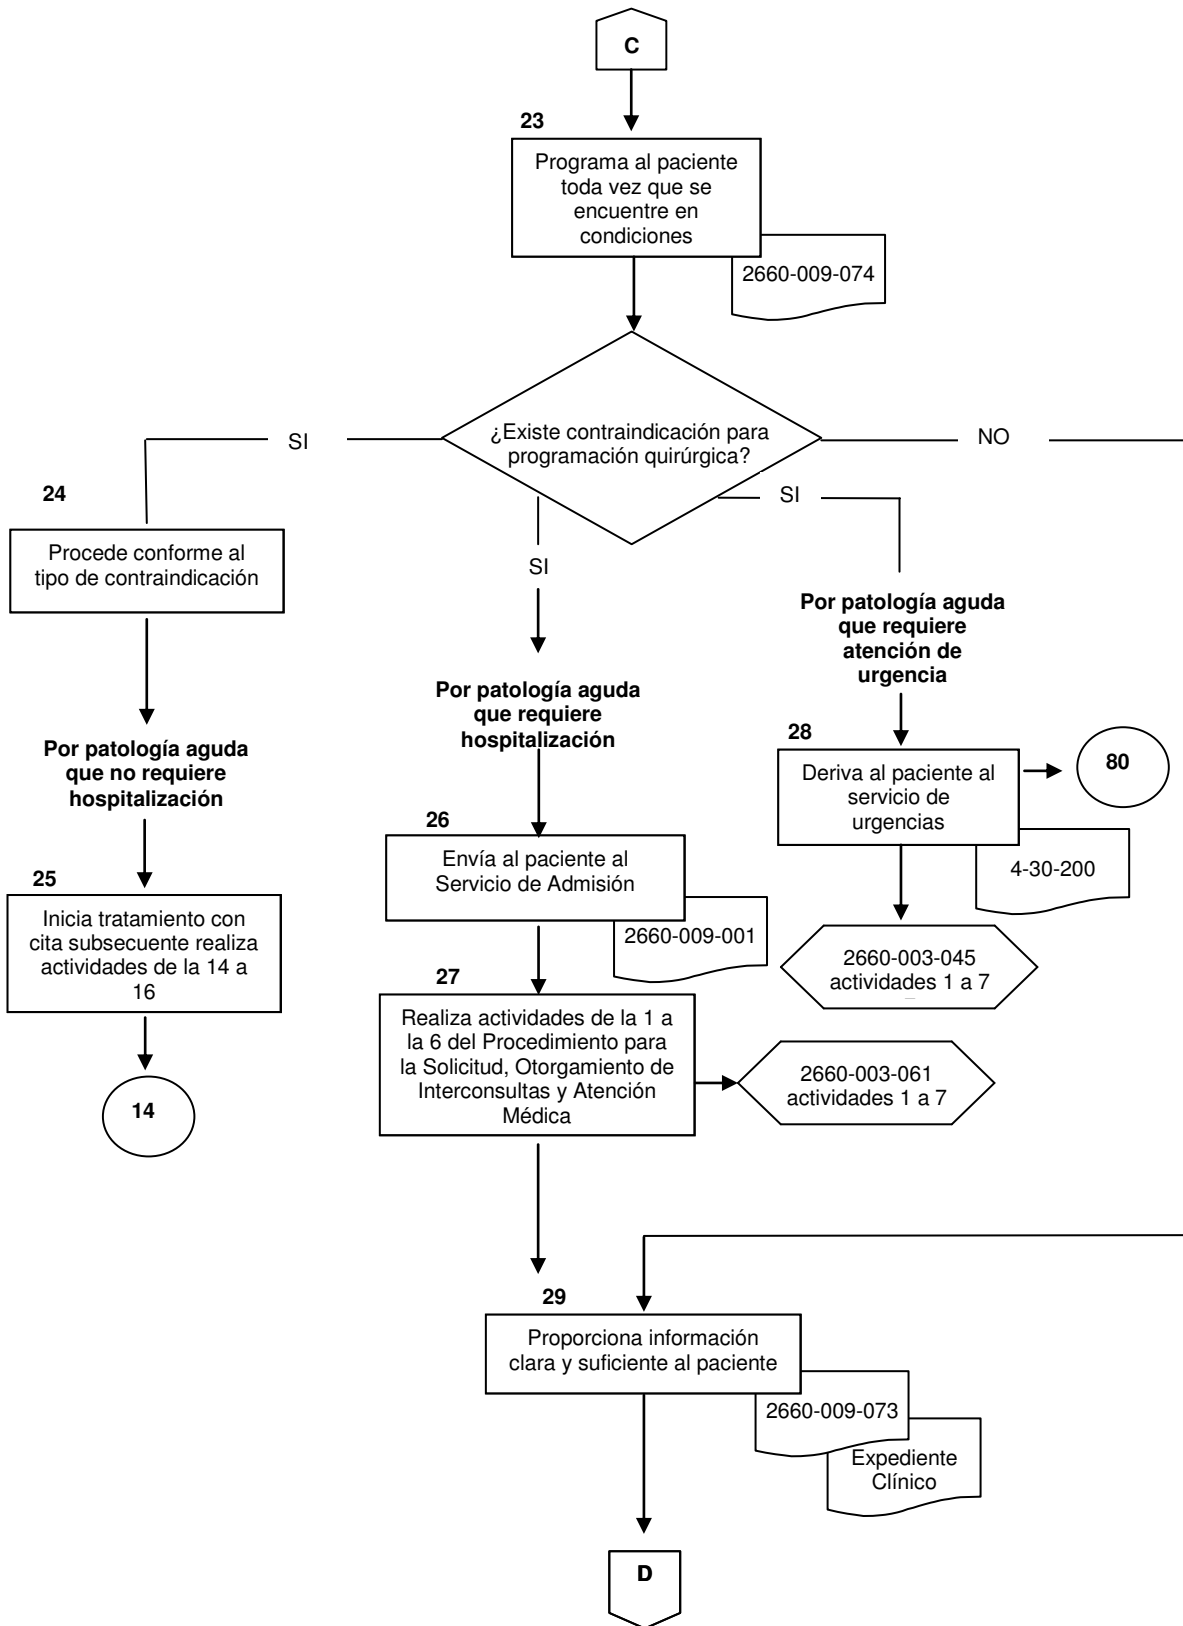 C
23
Programa al paciente
toda vez que se
encuentre en
condiciones
2660-009-074
¿Existe contraindicación para
programación quirúrgica?
SI
NO
SI
SI
24
Procede conforme al
tipo de contraindicación
Por patología aguda
que no requiere
hospitalización
25
Inicia tratamiento con
cita subsecuente realiza
actividades de la 14 a
16
14
Por patología aguda
que requiere
hospitalización
26
Envía al paciente al
Servicio de Admisión
2660-009-001
27
Realiza actividades de la 1 a
la 6 del Procedimiento para
la Solicitud, Otorgamiento de
Interconsultas y Atención
Médica
2660-003-061
actividades 1 a 7
Por patología aguda
que requiere
atención de
urgencia
28
Deriva al paciente al
servicio de
urgencias
80
4-30-200
2660-003-045
actividades 1 a 7
29
Proporciona información
clara y suficiente al paciente
2660-009-073
Expediente
Clínico
D